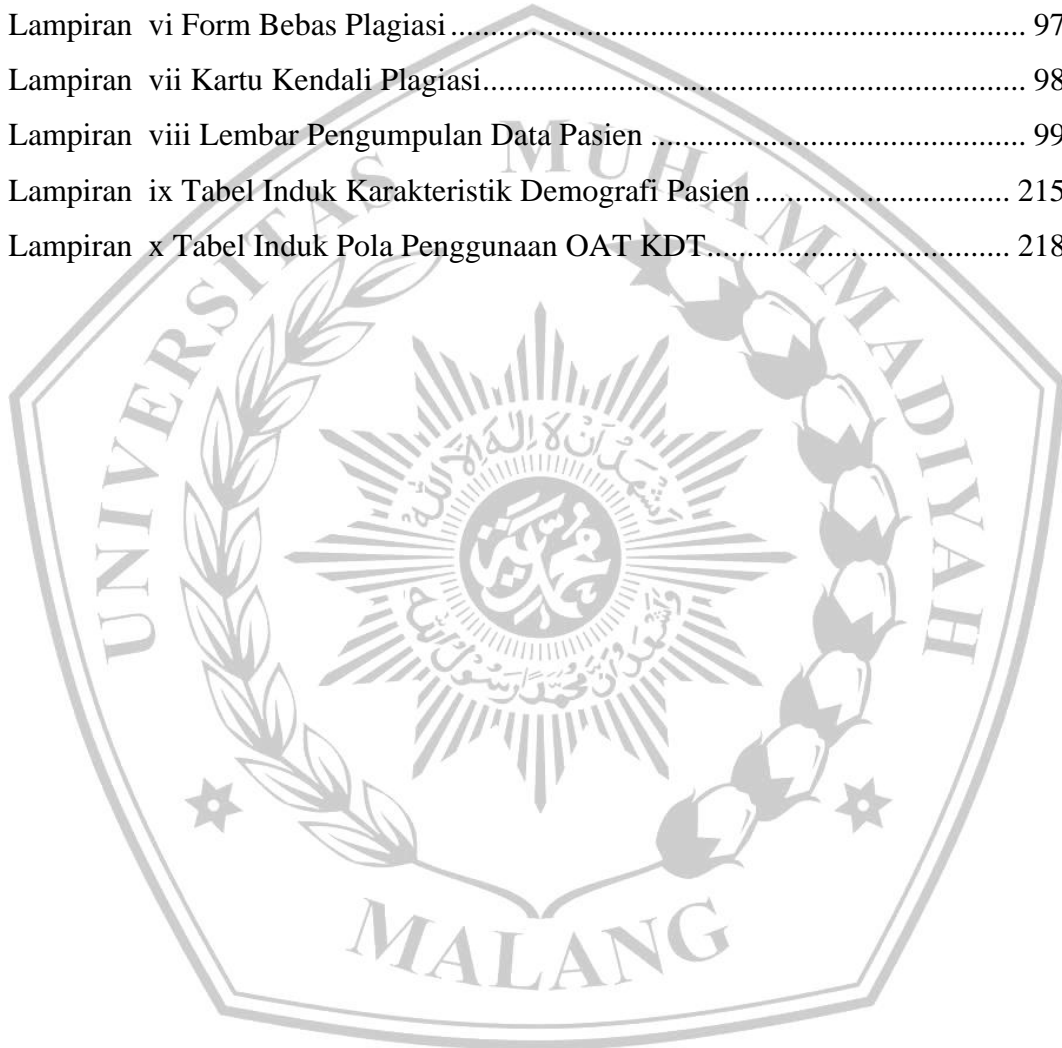 Lampiran  vi Form Bebas Plagiasi .................................................................... 97
Lampiran  vii Kartu Kendali Plagiasi................................................................ 98
Lampiran  viii Lembar Pengumpulan Data Pasien ............................................ 99
Lampiran  ix Tabel Induk Karakteristik Demografi Pasien ............................... 215
Lampiran  x Tabel Induk Pola Penggunaan OAT KDT.................................... 218
UNIVERSITAS MUHAMMADIYAH
MALANG